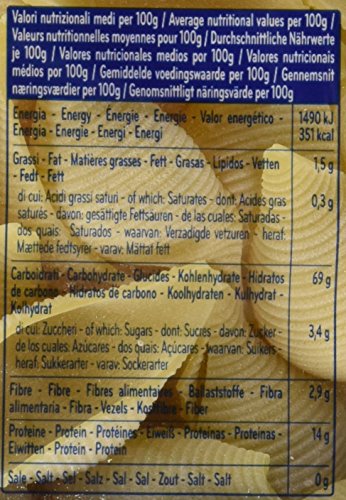 Valori nutrizionali medi per 100g / Average nutritional values per 100g /
Valeurs nutritionnelles moyennes pour 100g / Durchschnittliche Nährwerte
je 100g / Valores nutricionales medios por 100g / Valores nutricionais
médios por 100g / Gemiddelde voedingswaarde per 100g / Gennemsnit
næringsværdier per 100g / Genomsnittligt näringsvärde per 100g
Energia - Energy - Énergie - Energie - Valor energético - 1490 kJ
Energia - Energie - Energi - Energi 351 kcal
Grassi - Fat - Matières grasses - Fett - Grasas - Lípidos - Vetten 1,5 g
- Fedt - Fett
di cui: Acidi grassi saturi - of which: Saturates - dont: Acides gras 0,3 g
saturés - davon: gesättigte Fettsäuren - de las cuales: Saturadas -
dos quais: Saturados - waarvan: Verzadigde vetzuren - heraf:
Mættede fedtsyrer - varav: Mättat fett
Carboidrati - Carbohydrate - Glucides - Kohlenhydrate - Hidratos 69 g
de carbono - Hidratos de carbono - Koolhydraten - Kulhydrat -
Kolhydrat
di cui: Zuccheri - of which: Sugars - dont: Sucres - davon: Zucker - 3,4 g
de los cuales: Azúcares - dos quais: Açúcares - waarvan: Suikers -
heraf: Sukkerarter - varav: Sockerarter
Fibre - Fibre - Fibres alimentaires - Ballaststoffe - Fibra 2,9 g
alimentaria - Fibra - Vezels - Kostfibre - Fiber
Proteine - Protein - Protéines - Eiweiß - Proteínas - Proteínas - 14 g
Eiwitten - Protein - Protein
Sale - Salt - Sel - Salz - Sal - Sal - Zout - Salt - Salt 0 g